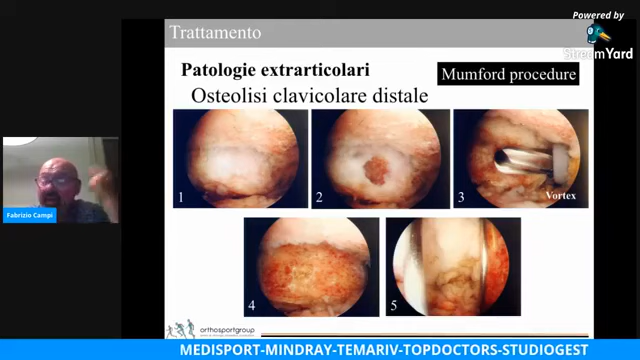 Powered by
StreamYard
Trattamento
Patologie extrarticolari
Mumford procedure
Osteolisi clavicolare distale
1
2
3
Vortex
4
5
Fabrizio Campi
orthosportgroup
MEDISPORT-MINDRAY-TEMARIV-TOPDOCTORS-STUDIOGEST